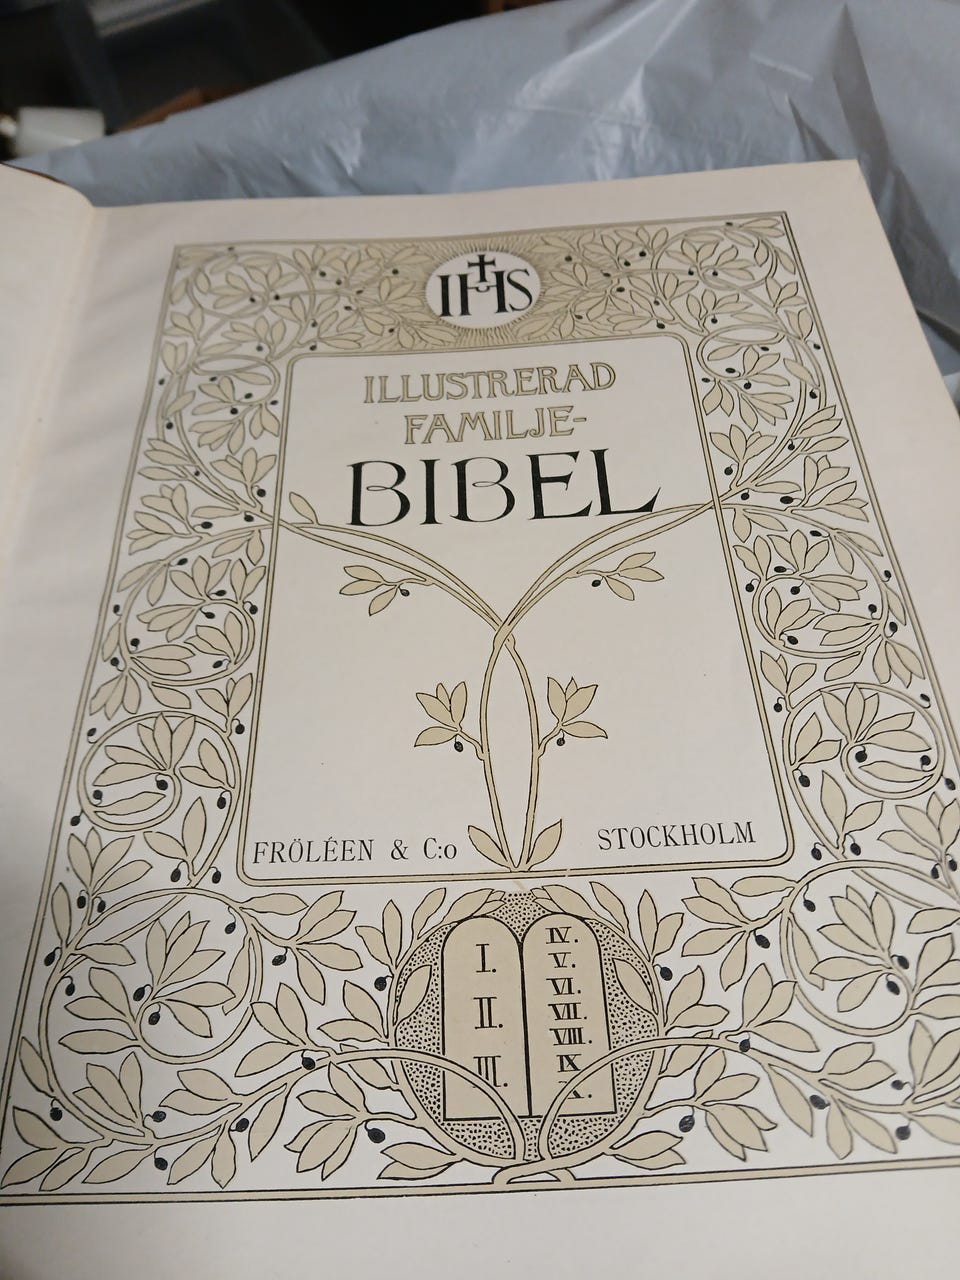 IHS
ILLUSTRERAD
FAMILJE-
BIBEL
FRÖLÉEN & C:o STOCKHOLM
I.
II.
III.
IV.
V.
VI.
VII.
VIII.
IX
X.